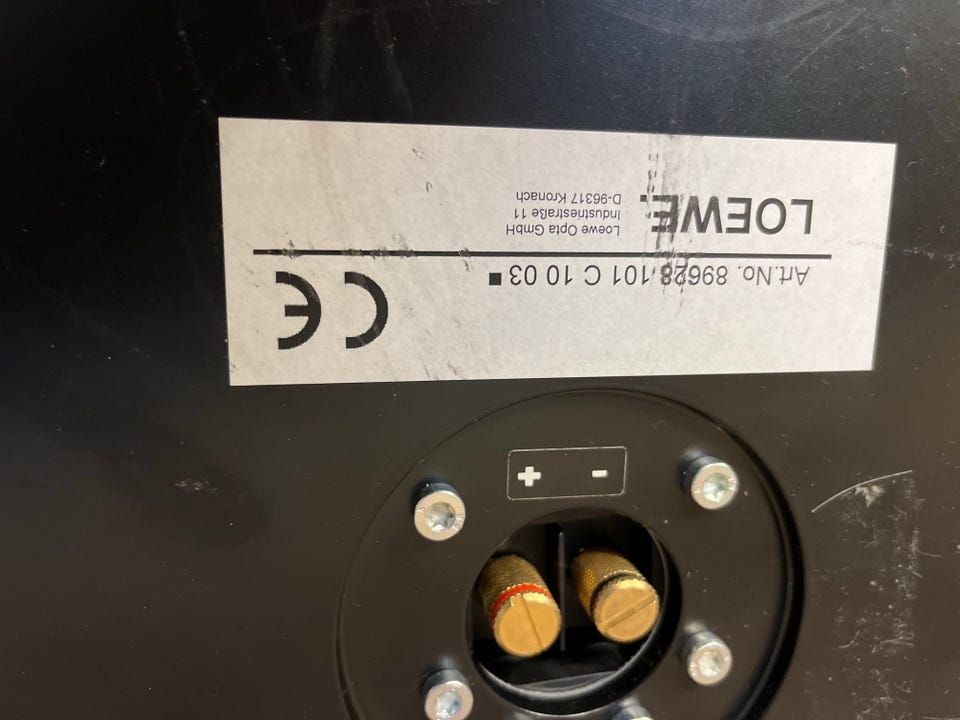 LOEWE.
Loewe Opta GmbH
Industriestraße 11
D-96317 Kronach
Art.No. 89628 101 C 10 03 ■
CE
+ -